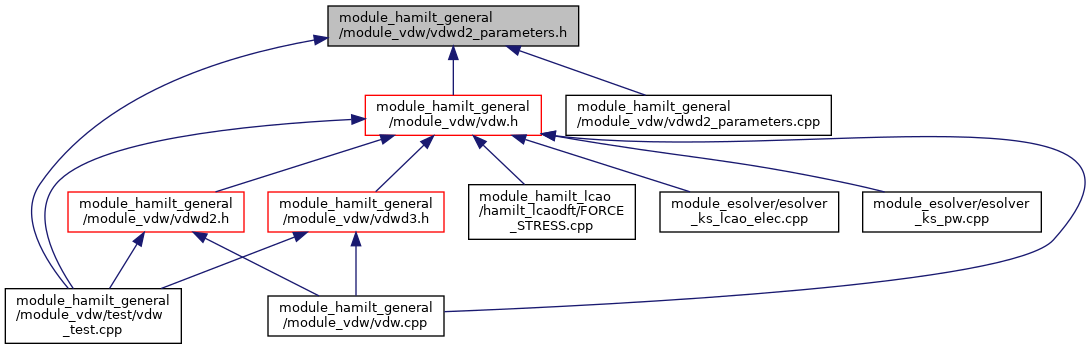 module_hamilt_general
/module_vdw/vdwd2_parameters.h
module_hamilt_general
/module_vdw/vdw.h
module_hamilt_general
/module_vdw/vdwd2_parameters.cpp
module_hamilt_general
/module_vdw/vdwd2.h
module_hamilt_general
/module_vdw/vdwd3.h
module_hamilt_lcao
/hamilt_lcaodft/FORCE
_STRESS.cpp
module_esolver/esolver
_ks_lcao_elec.cpp
module_esolver/esolver
_ks_pw.cpp
module_hamilt_general
/module_vdw/test/vdw
_test.cpp
module_hamilt_general
/module_vdw/vdw.cpp